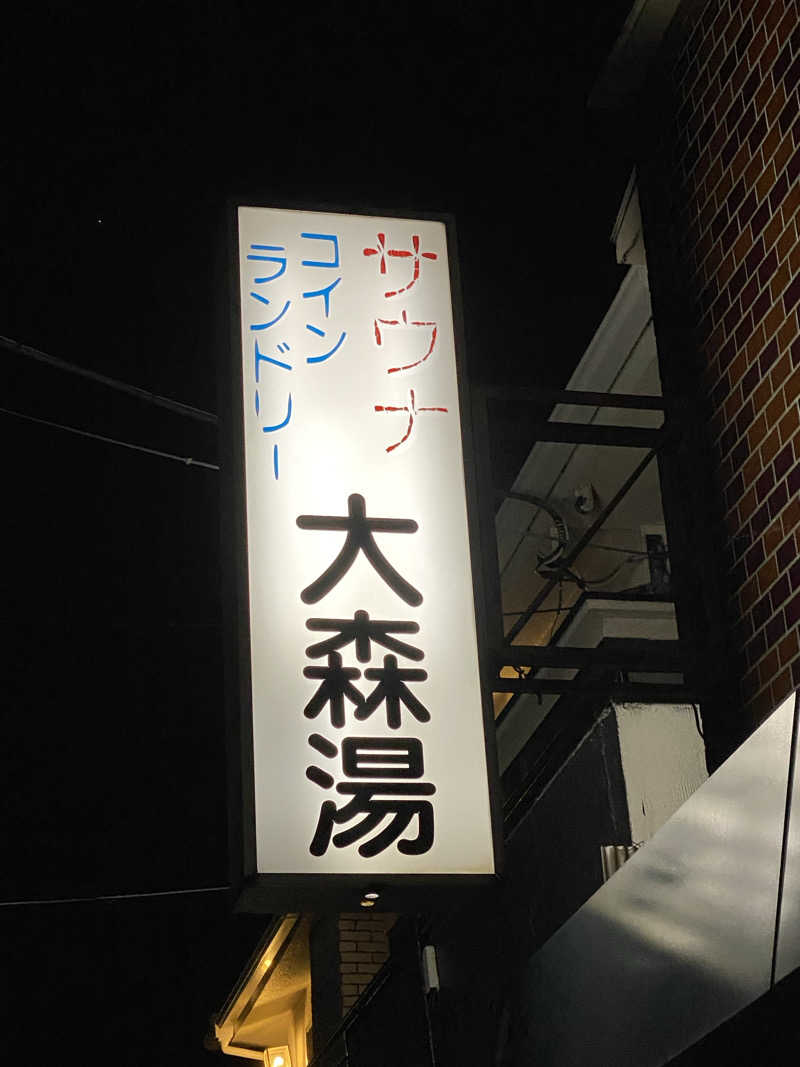 サウナ
コイン
ランドリー
大森湯